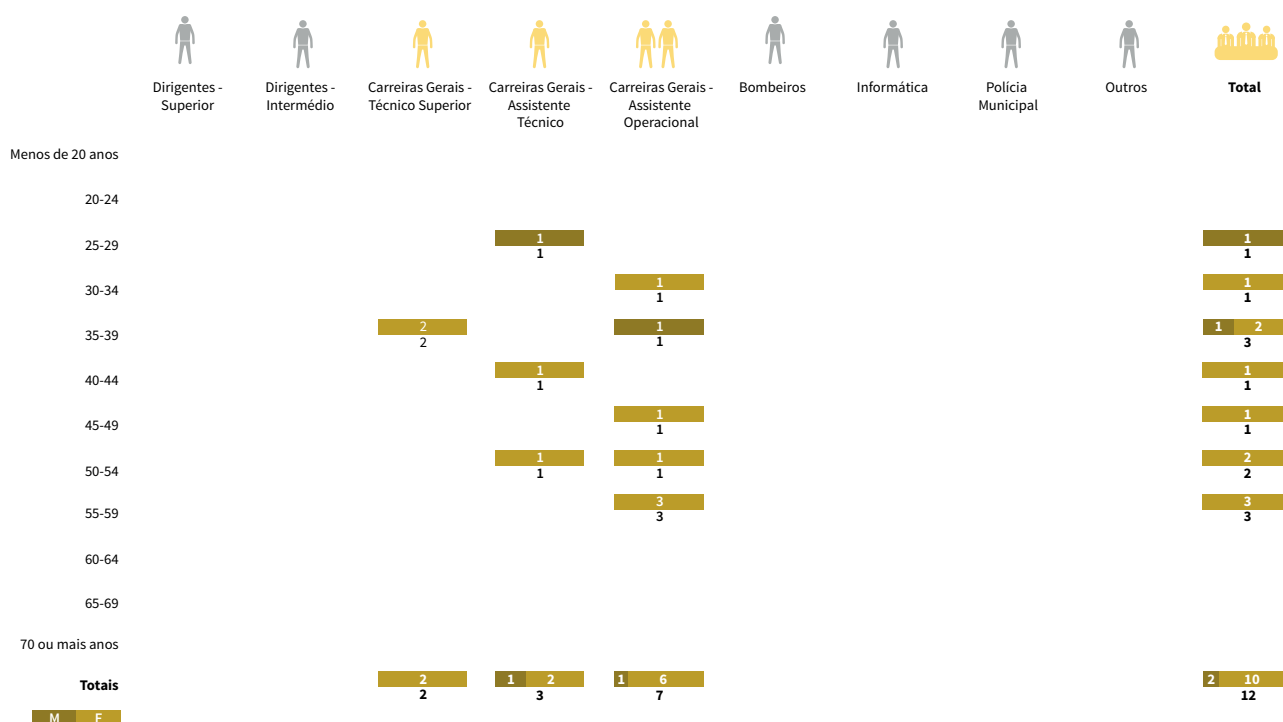 Dirigentes -
Superior
Dirigentes -
Intermédio
Carreiras Gerais -
Técnico Superior
Carreiras Gerais -
Assistente
Técnico
Carreiras Gerais -
Assistente
Operacional
Bombeiros
Informática
Polícia
Municipal
Outros
Total
Menos de 20 anos
20-24
25-29
1
1
1
1
30-34
1
1
1
1
35-39
2
2
1
1
1 2
3
40-44
1
1
1
1
45-49
1
1
1
1
50-54
1
1
1
1
2
2
55-59
3
3
3
3
60-64
65-69
70 ou mais anos
Totais
2
2
1 2
3
1 6
7
2 10
12
M F